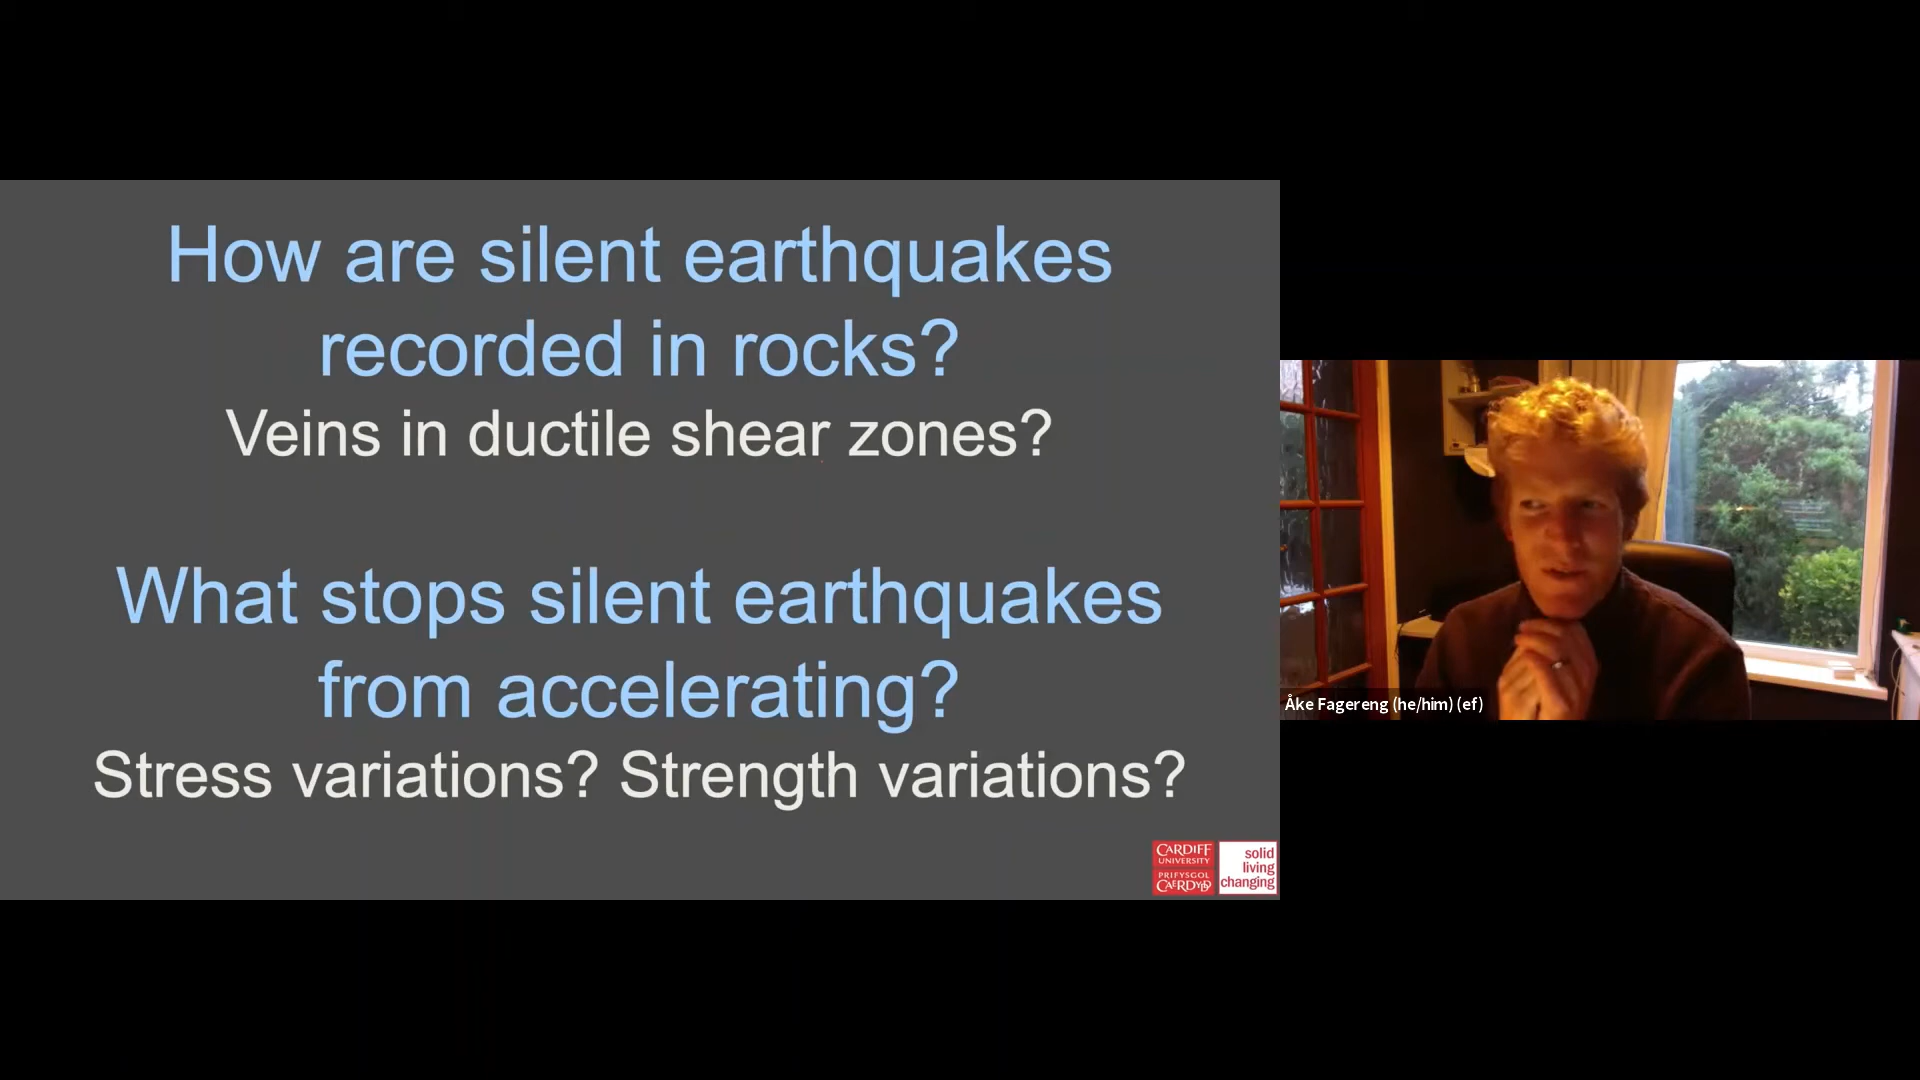 How are silent earthquakes
recorded in rocks?
Veins in ductile shear zones?
What stops silent earthquakes
from accelerating?
Stress variations? Strength variations?
CARDIFF
UNIVERSITY
PRIFYSGOL
CAERDYDD
solid
living
changing
Åke Fagereng (he/him) (ef)